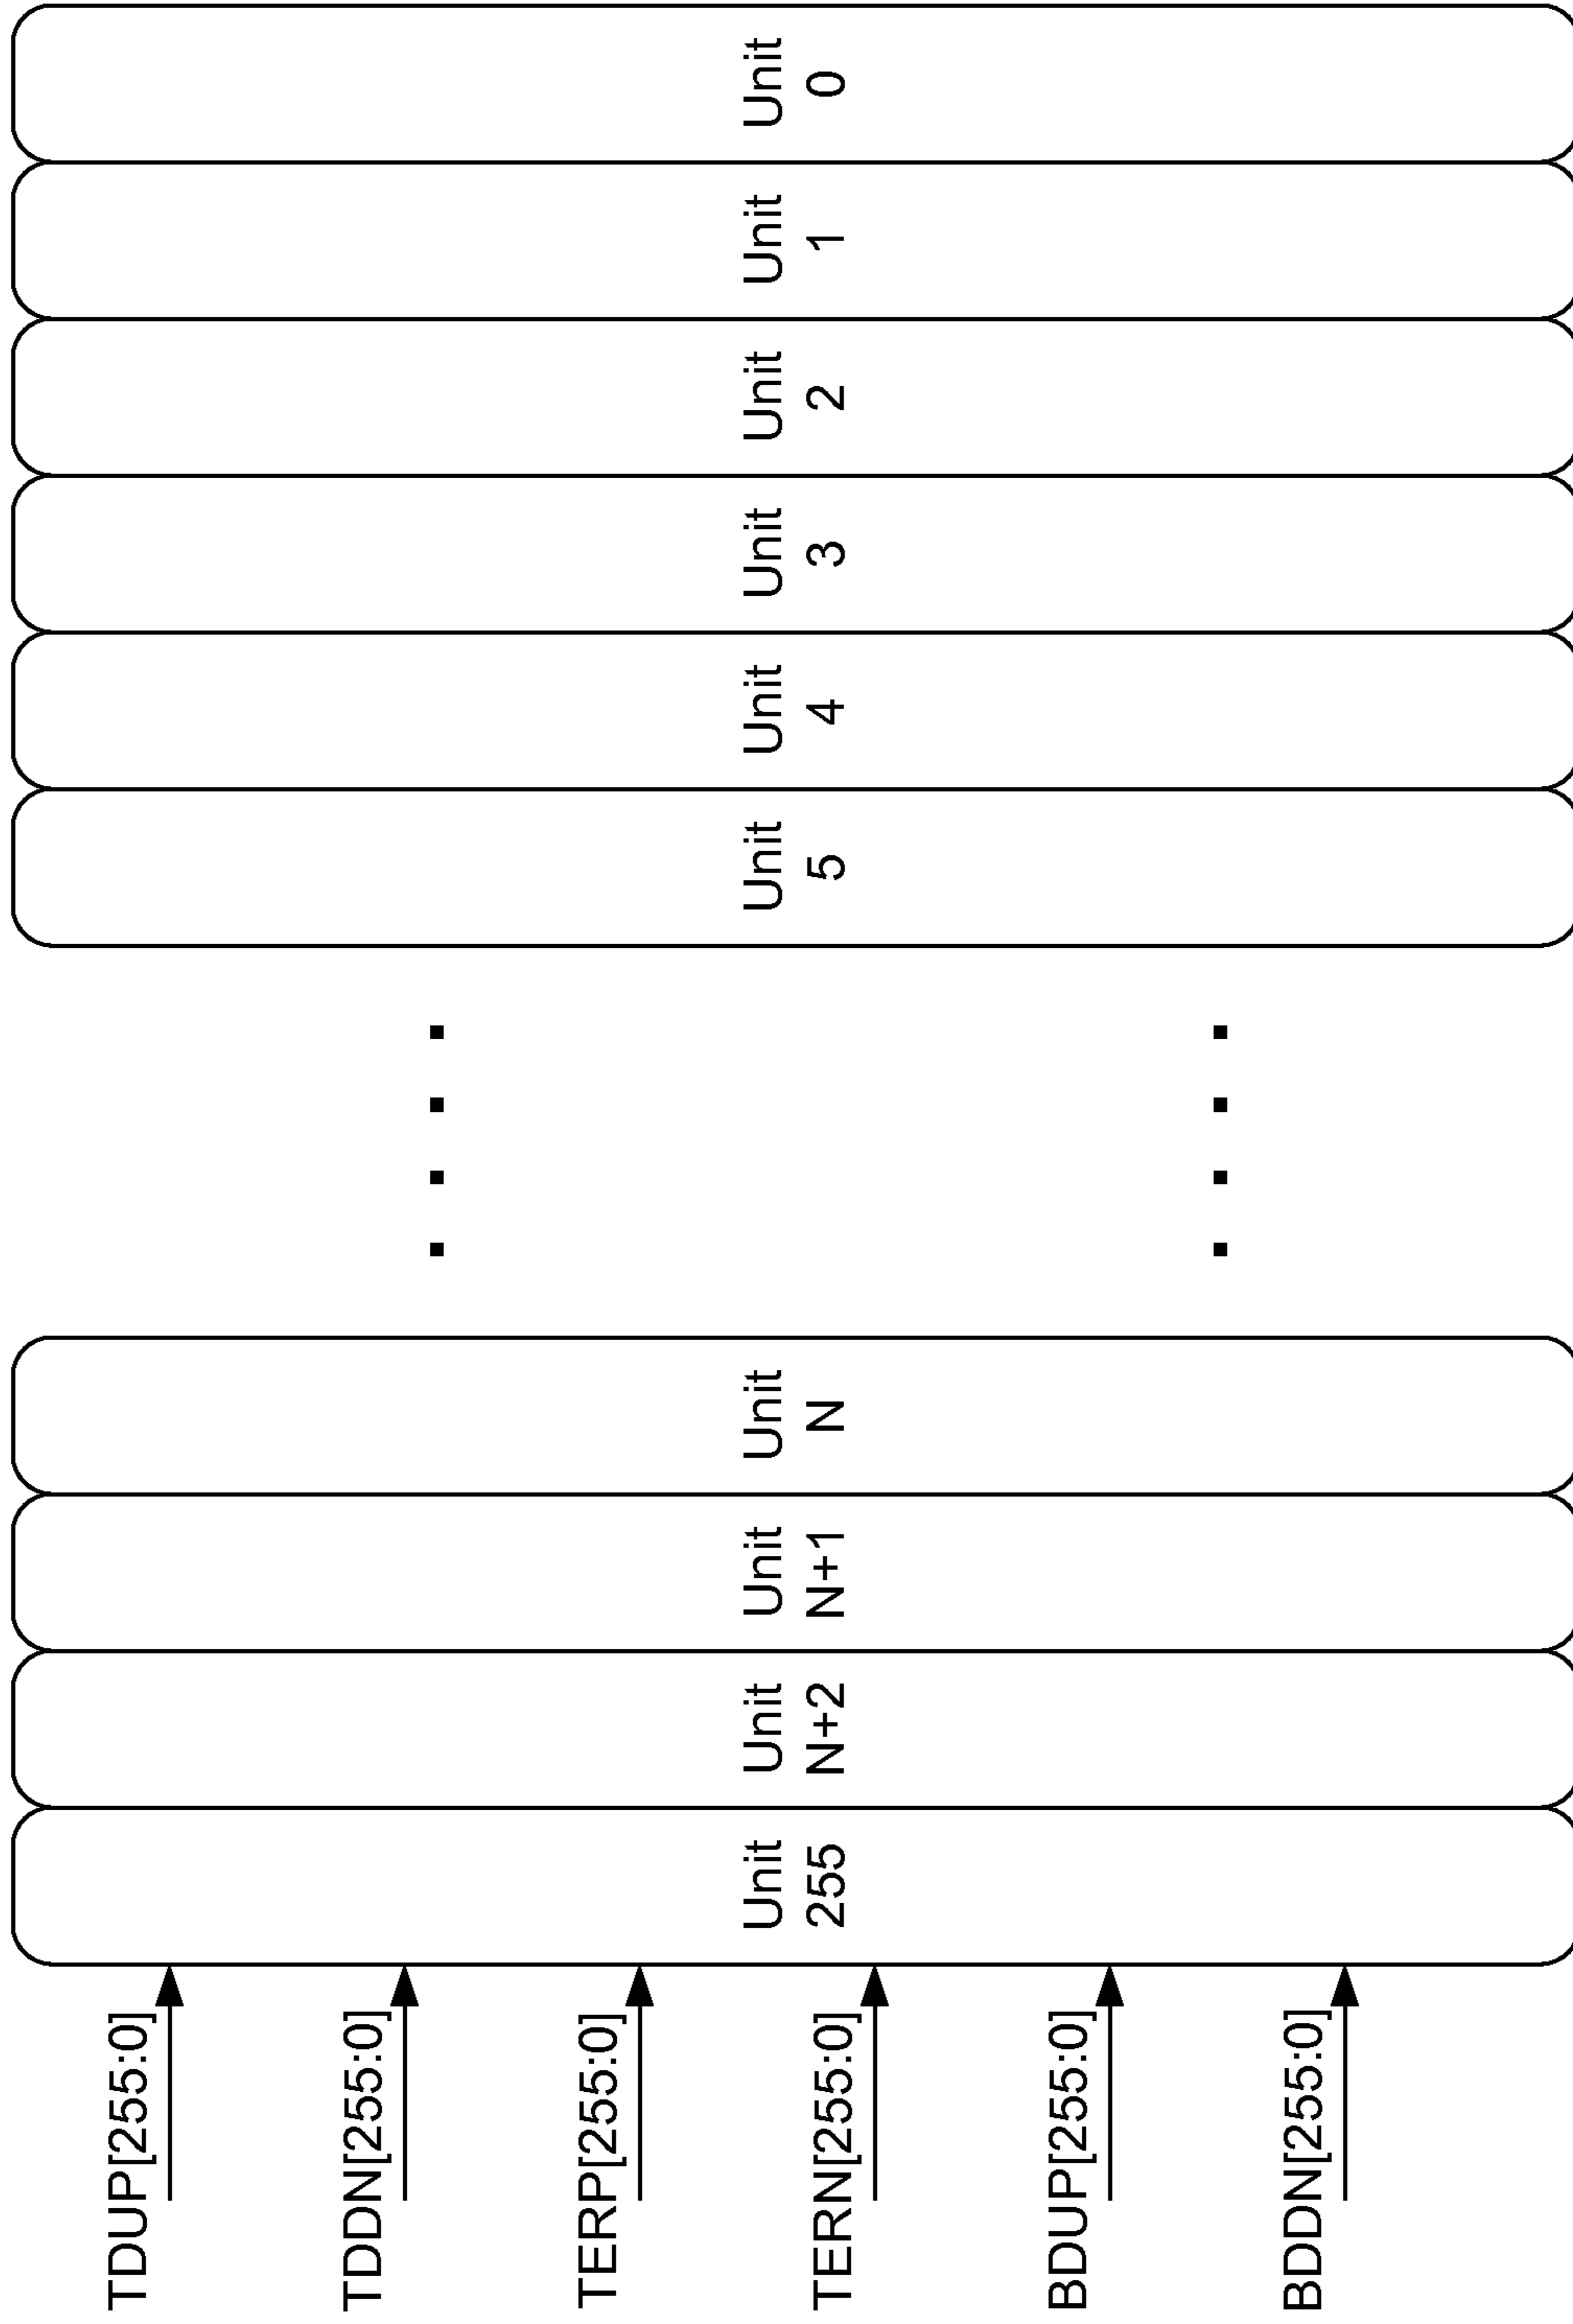 TDUP[255:0]
TDDN[255:0]
TERP[255:0]
TERN[255:0]
BDUP[255:0]
BDDN[255:0]
Unit
255
Unit
N+2
Unit
N+1
Unit
N
Unit
5
Unit
4
Unit
3
Unit
2
Unit
1
Unit
0